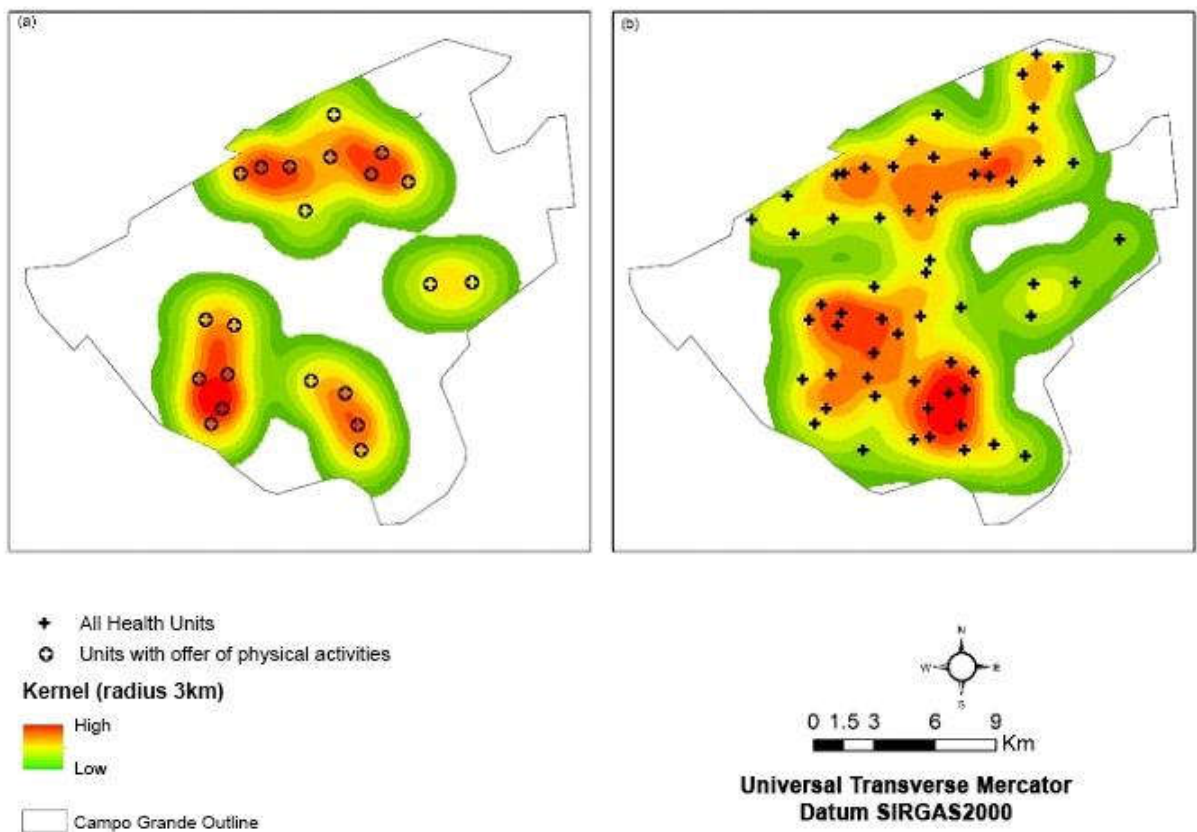 (a)
(b)
All Health Units
Units with offer of physical activities
Kernel (radius 3km)
High
Low
Campo Grande Outline
N
W E
S
0 1.5 3 6 9
Km
Universal Transverse Mercator
Datum SIRGAS2000